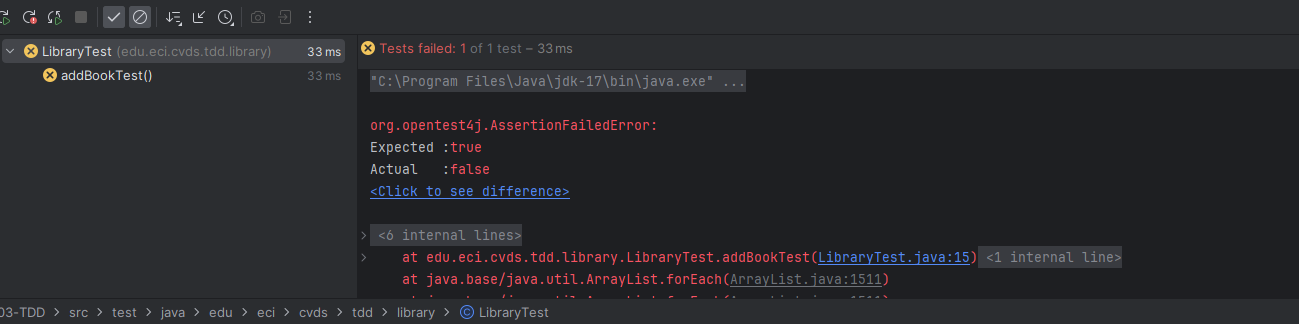 LibraryTest (edu.eci.cvds.tdd.library) 33 ms
addBookTest() 33 ms
Tests failed: 1 of 1 test – 33 ms
"C:\Program Files\Java\jdk-17\bin\java.exe" ...
org.opentest4j.AssertionFailedError:
Expected :true
Actual   :false
<Click to see difference>
<6 internal lines>
at edu.eci.cvds.tdd.library.LibraryTest.addBookTest(LibraryTest.java:15) <1 internal line>
at java.base/java.util.ArrayList.forEach(ArrayList.java:1511)
03-TDD > src > test > java > edu > eci > cvds > tdd > library > LibraryTest